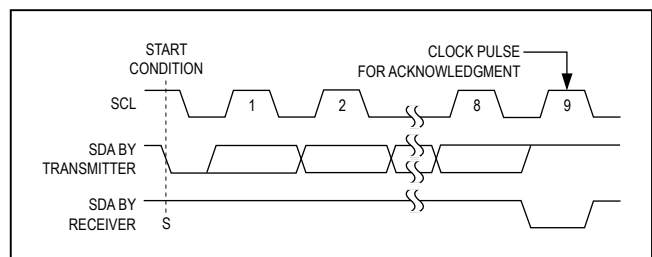 START
CONDITION
CLOCK PULSE
FOR ACKNOWLEDGMENT
SCL
1
2
8
9
SDA BY
TRANSMITTER
SDA BY
RECEIVER
S